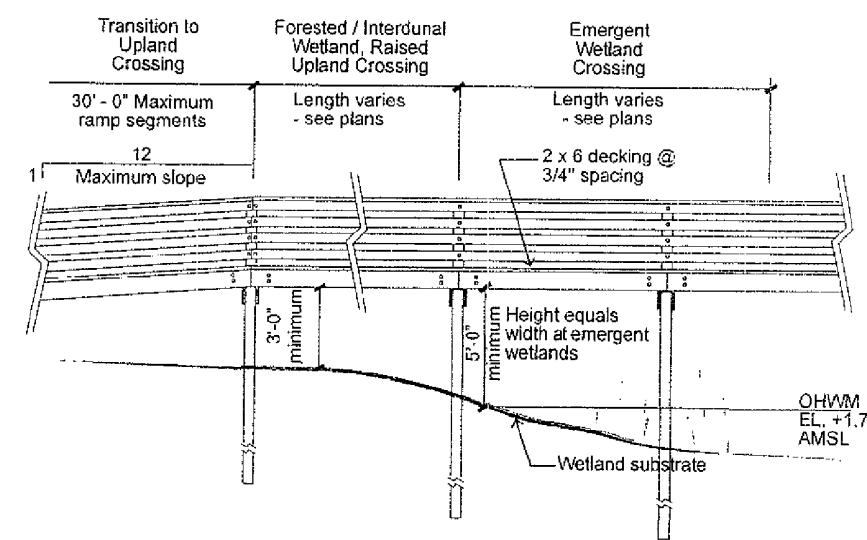 Transition to
Upland
Crossing
Forested / Interdunal
Wetland, Raised
Upland Crossing
Emergent
Wetland
Crossing
30' - 0" Maximum
ramp segments
Length varies
- see plans
Length varies
- see plans
12
1
Maximum slope
2 x 6 decking @
3/4" spacing
3'-0"
minimum
5'-0"
minimum
Height equals
width at emergent
wetlands
OHWM
EL. +1.7
AMSL
Wetland substrate